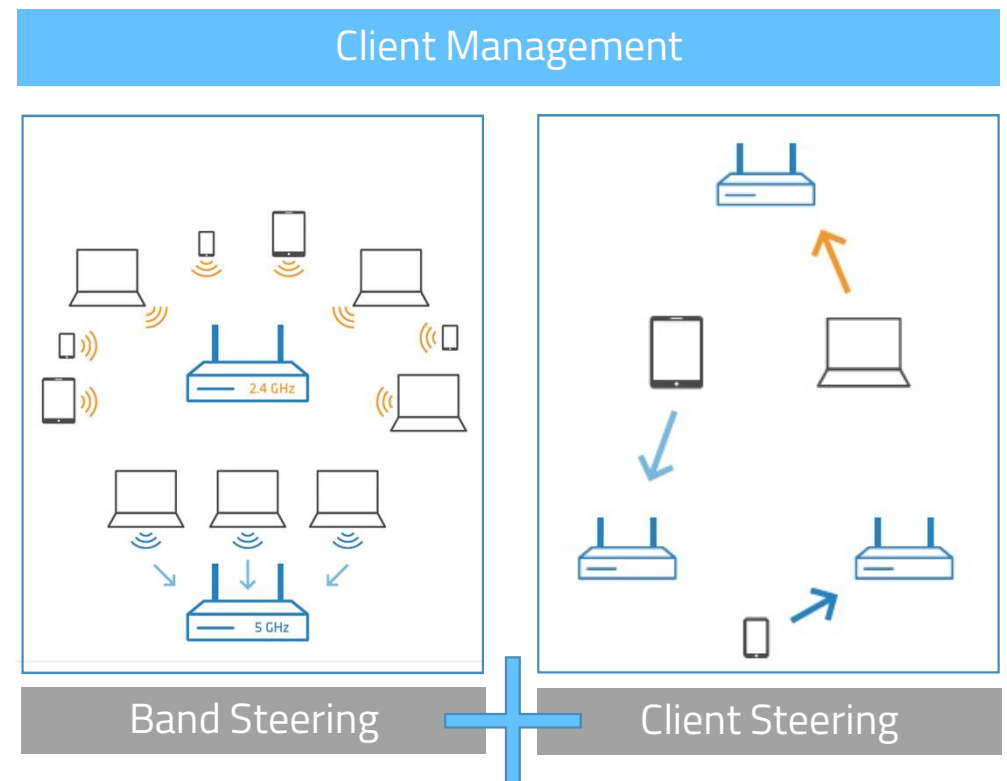 Client Management
2.4 GHz
5 GHz
Band Steering
Client Steering